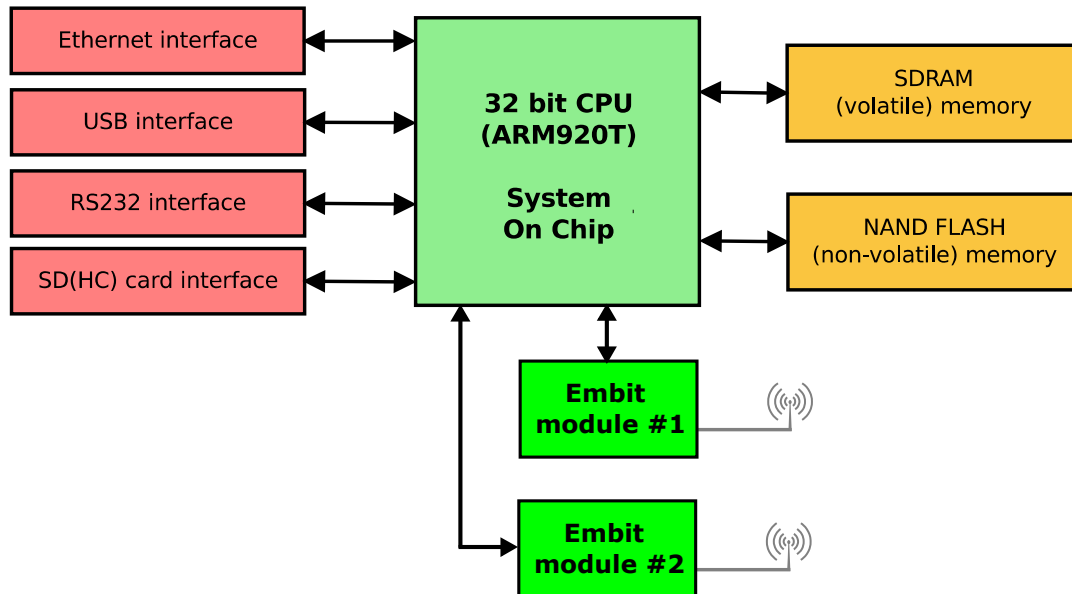 Ethernet interface
USB interface
RS232 interface
SD(HC) card interface
32 bit CPU
(ARM920T)
System
On Chip
SDRAM
(volatile) memory
NAND FLASH
(non-volatile) memory
Embit
module #1
Embit
module #2